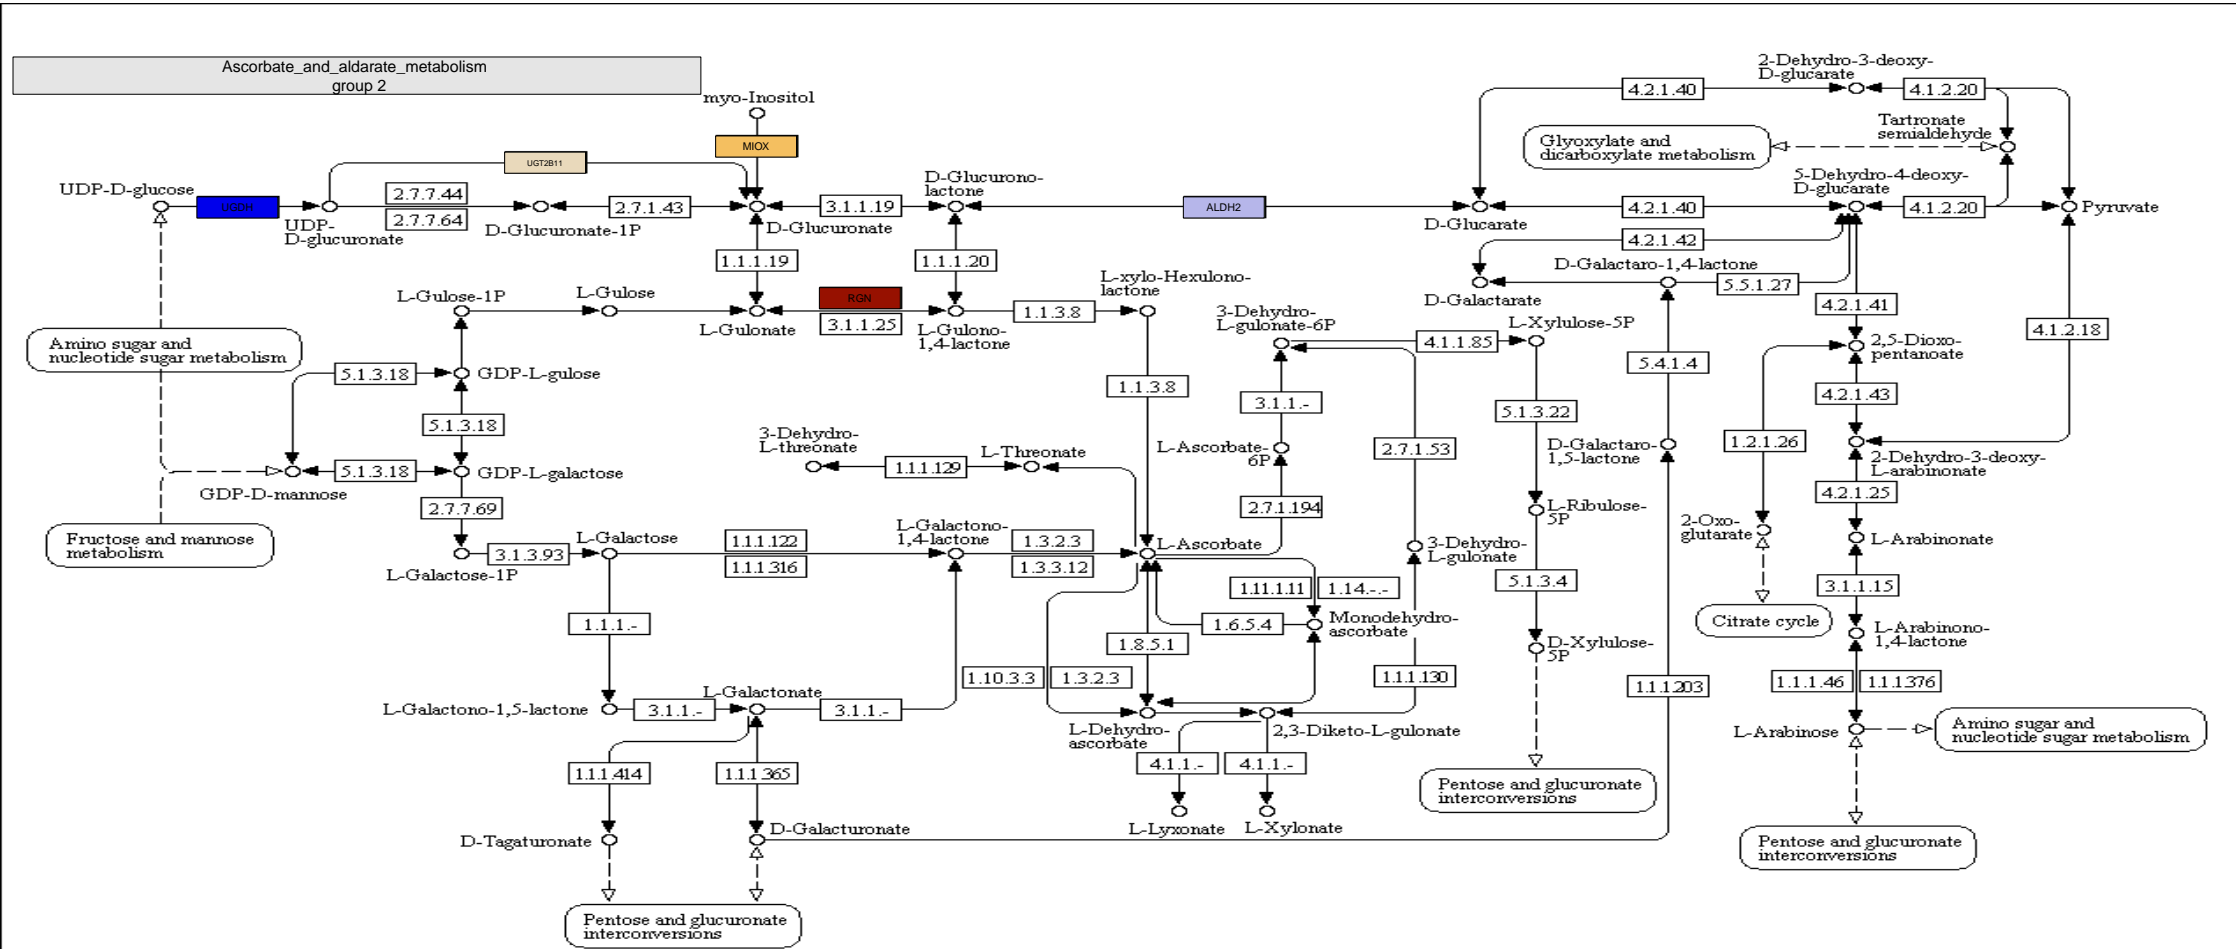 Ascorbate_and_aldarate_metabolism
group 2
myo-Inositol
MIOX
UGT2B11
UDP-D-glucose
UGDH
UDP-
D-glucuronate
2.7.7.44
2.7.7.64
D-Glucuronate-1P
2.7.1.43
D-Glucuronate
3.1.1.19
D-Glucurono-
lactone
ALDH2
D-Glucarate
4.2.1.40
2-Dehydro-3-deoxy-
D-glucarate
4.1.2.20
Tartronate
semialdehyde
Glyoxylate and
dicarboxylate metabolism
5-Dehydro-4-deoxy-
D-glucarate
4.2.1.40
4.1.2.20
Pyruvate
4.2.1.42
D-Galactaro-1,4-lactone
D-Galactarate
5.5.1.27
1.1.1.19
1.1.1.20
L-Gulose-1P
L-Gulose
L-Gulonate
RGN
3.1.1.25
L-Gulono-
1,4-lactone
1.1.3.8
L-xylo-Hexulono-
lactone
1.1.3.8
3-Dehydro-
L-gulonate-6P
4.1.1.85
L-Xylulose-5P
4.2.1.41
4.1.2.18
2,5-Dioxo-
pentanoate
5.4.1.4
Amino sugar and
nucleotide sugar metabolism
5.1.3.18
GDP-L-gulose
5.1.3.18
5.1.3.18
GDP-L-galactose
GDP-D-mannose
2.7.7.69
Fructose and mannose
metabolism
3-Dehydro-
L-threonate
1.1.1.129
L-Threonate
3.1.1.-
L-Ascorbate-
6P
2.7.1.194
2.7.1.53
5.1.3.22
D-Galactaro-
1,5-lactone
1.2.1.26
4.2.1.43
2-Dehydro-3-deoxy-
L-arabinonate
4.2.1.25
L-Ribulose-
5P
2-Oxo-
glutarate
L-Arabinonate
L-Galactose-1P
3.1.3.93
L-Galactose
1.1.1.122
1.1.1.316
L-Galactono-
1,4-lactone
1.3.2.3
1.3.3.12
L-Ascorbate
3-Dehydro-
L-gulonate
1.11.1.11
1.14.-.-
5.1.3.4
3.1.1.15
Citrate cycle
1.1.1.-
1.6.5.4
Monodehydro-
ascorbate
1.8.5.1
D-Xylulose-
5P
L-Arabinono-
1,4-lactone
1.10.3.3
1.3.2.3
1.1.1.130
1.1.1.203
1.1.1.46
1.1.1.376
L-Galactono-1,5-lactone
3.1.1.-
L-Galactonate
3.1.1.-
L-Dehydro-
ascorbate
2,3-Diketo-L-gulonate
L-Arabinose
Amino sugar and
nucleotide sugar metabolism
1.1.1.414
1.1.1.365
4.1.1.-
4.1.1.-
Pentose and glucuronate
interconversions
L-Lyxonate
L-Xylonate
D-Tagaturonate
D-Galacturonate
Pentose and glucuronate
interconversions
Pentose and glucuronate
interconversions